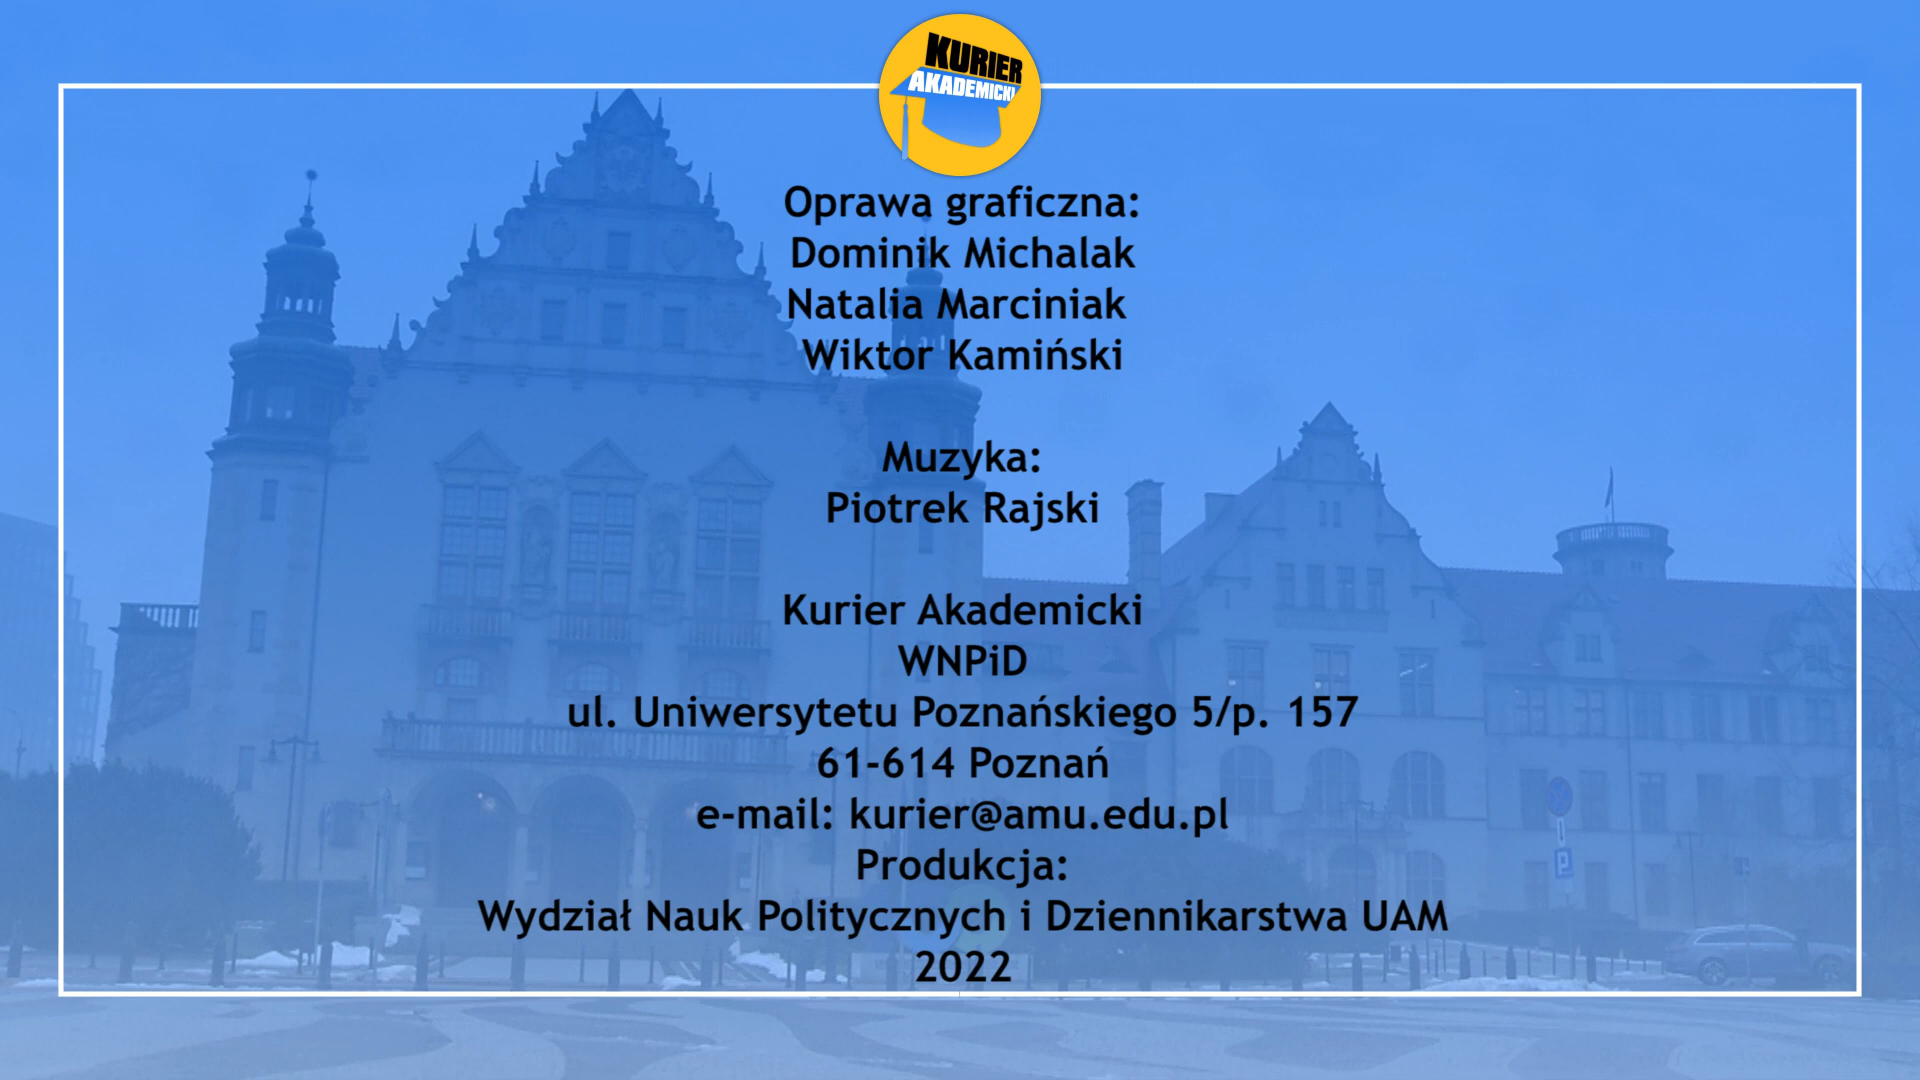 KURIER
AKADEMICKI
Oprawa graficzna:
Dominik Michalak
Natalia Marciniak
Wiktor Kamiński
Muzyka:
Piotrek Rajski
Kurier Akademicki
WNPiD
ul. Uniwersytetu Poznańskiego 5/p. 157
61-614 Poznań
e-mail: kurier@amu.edu.pl
Produkcja:
Wydział Nauk Politycznych i Dziennikarstwa UAM
2022